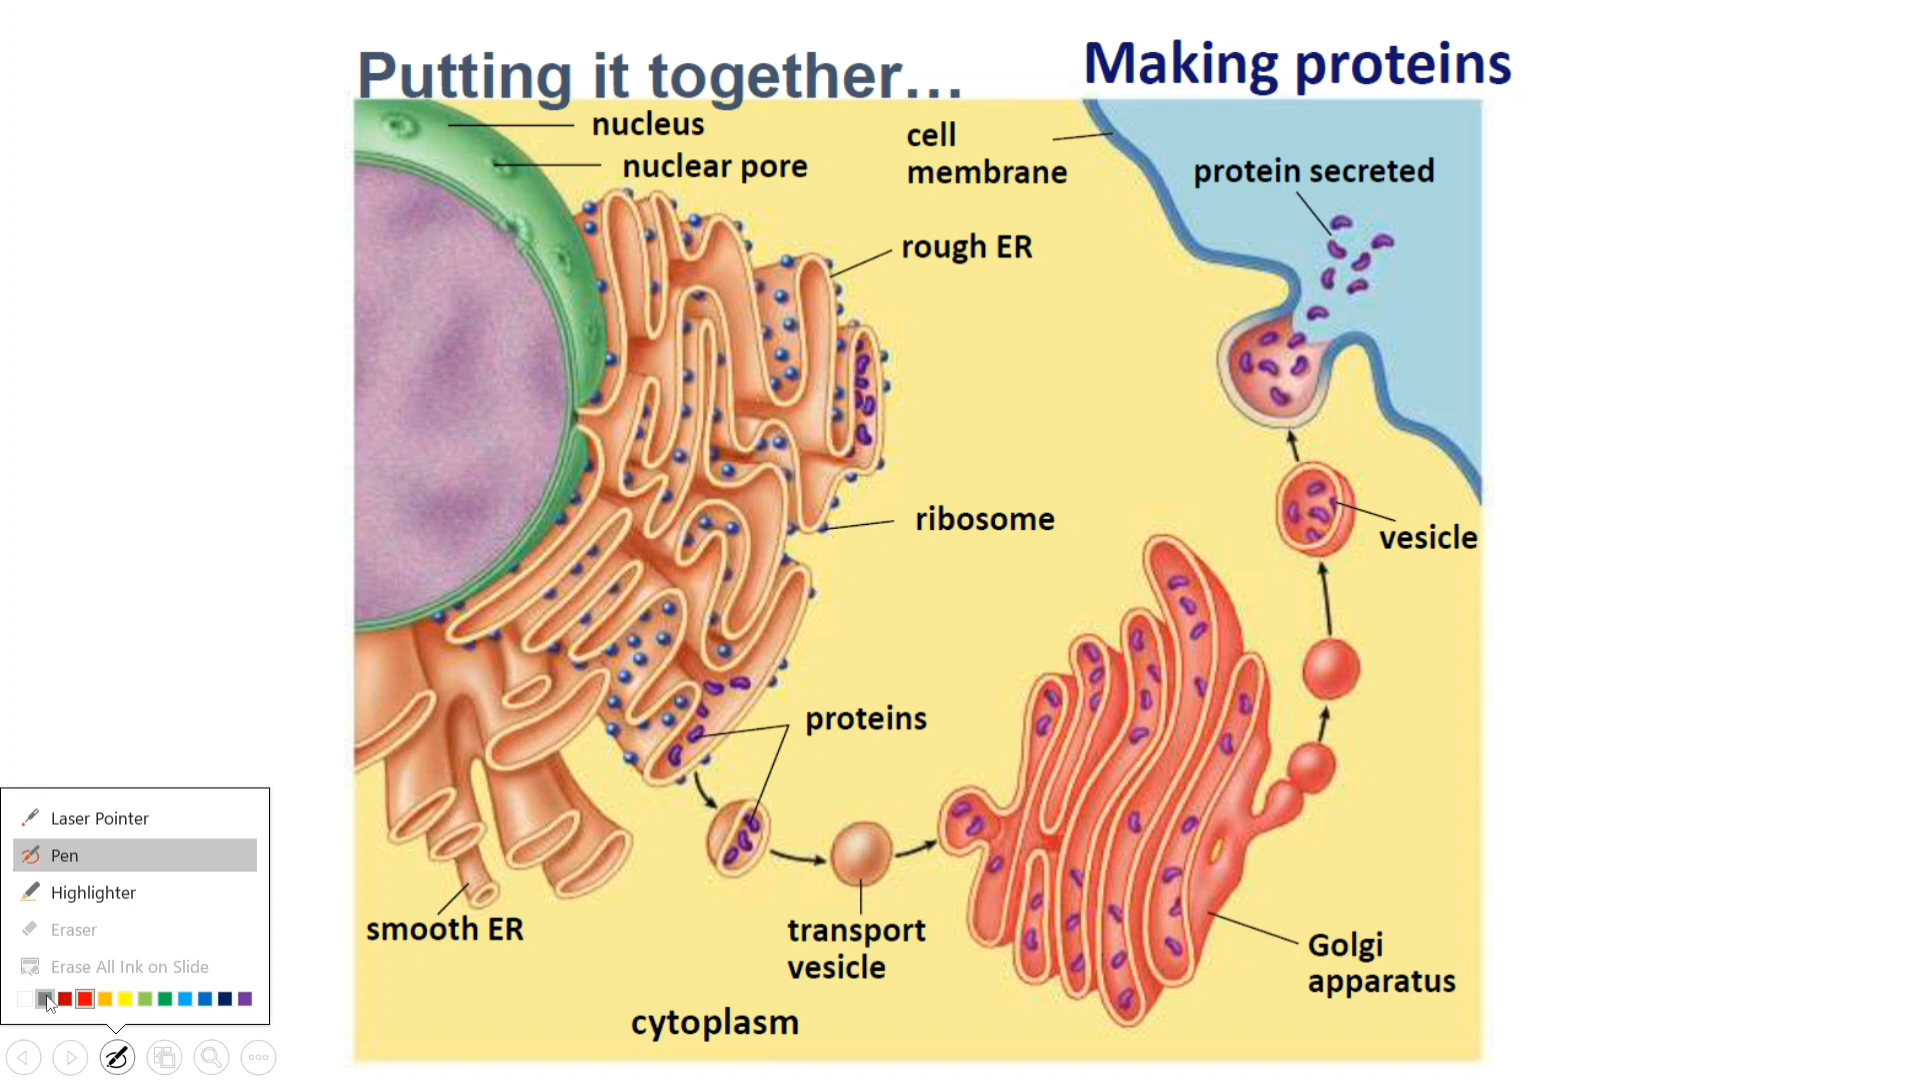 Putting it together...
Making proteins
nucleus
nuclear pore
cell
membrane
protein secreted
rough ER
ribosome
vesicle
proteins
smooth ER
transport
vesicle
Golgi
apparatus
cytoplasm
Laser Pointer
Pen
Highlighter
Eraser
Erase All Ink on Slide